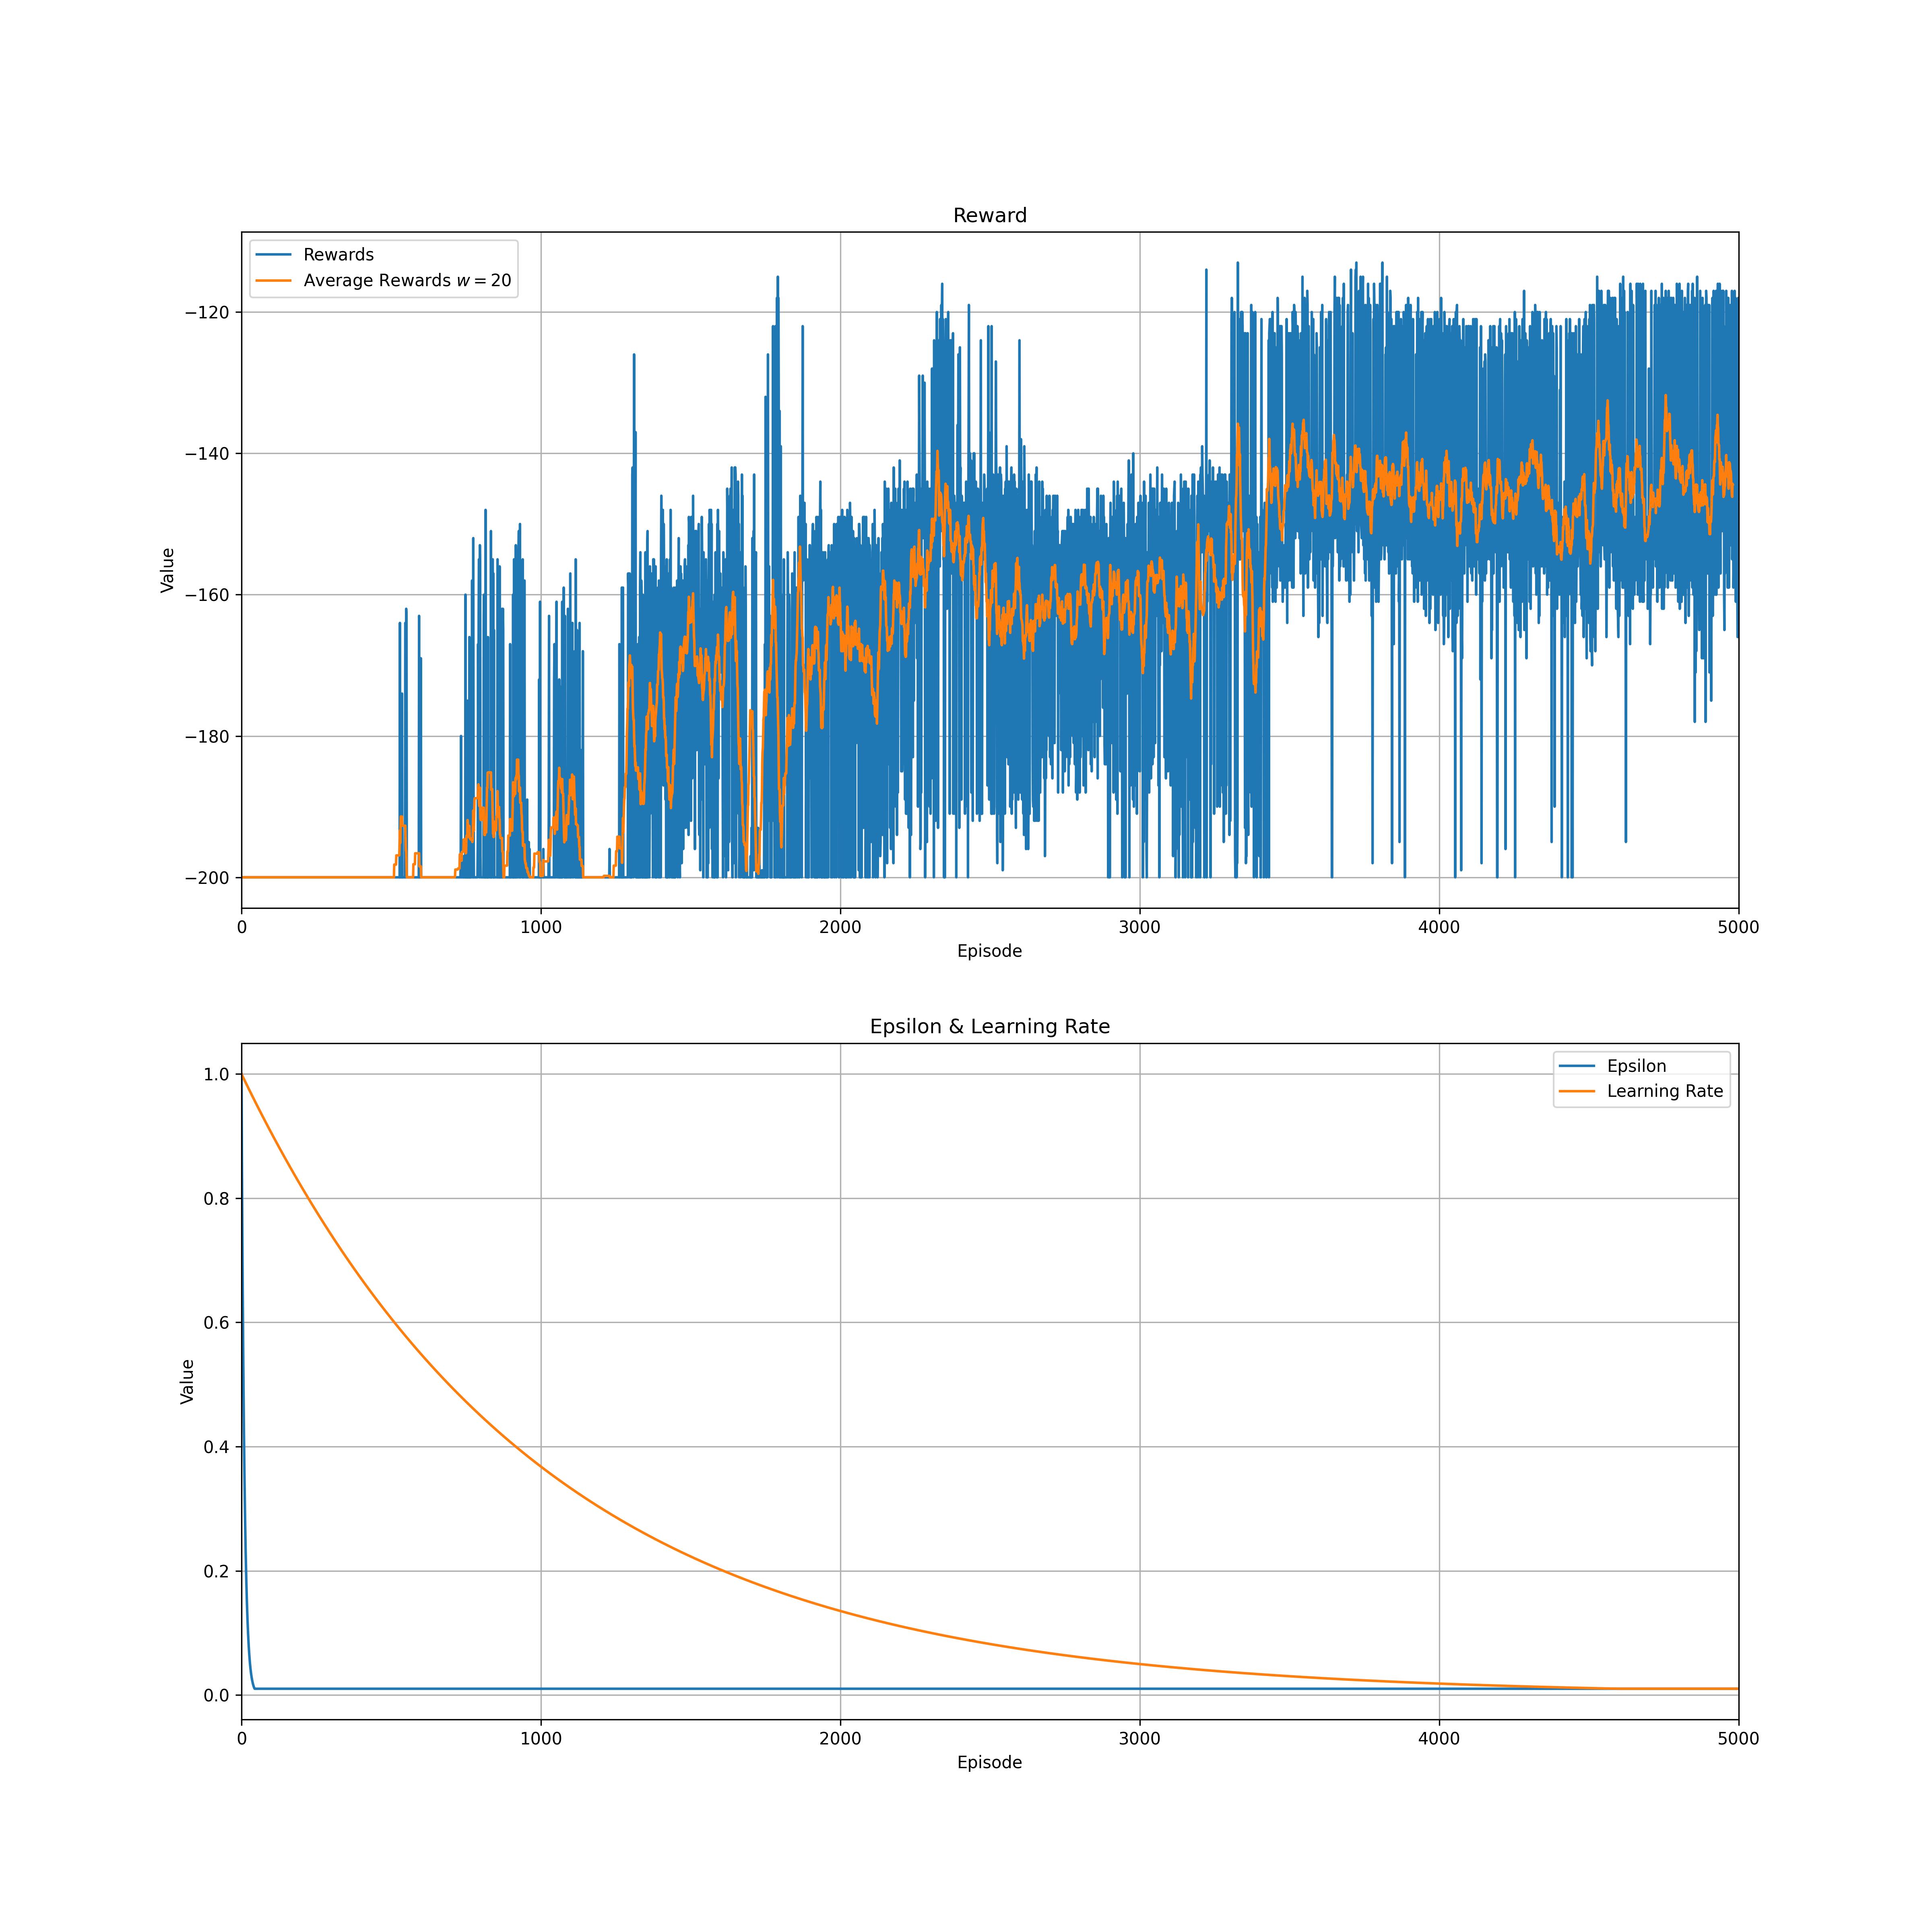 Reward
Rewards
Average Rewards w = 20
−120
−140
−160
−180
−200
Value
0 1000 2000 3000 4000 5000
Episode
Epsilon & Learning Rate
Epsilon
Learning Rate
1.0
0.8
0.6
0.4
0.2
0.0
Value
0 1000 2000 3000 4000 5000
Episode